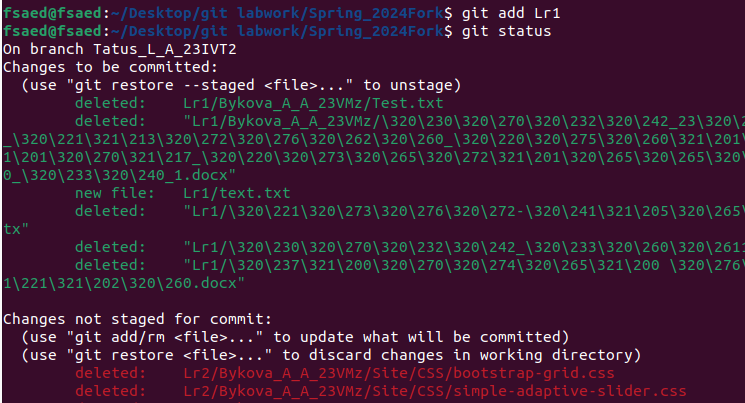 fsaed@fsaed:~/Desktop/git labwork/Spring_2024Fork$ git add Lr1
fsaed@fsaed:~/Desktop/git labwork/Spring_2024Fork$ git status
On branch Tatus_L_A_23IVT2
Changes to be committed:
  (use "git restore --staged <file>..." to unstage)
        deleted:    Lr1/Bykova_A_A_23VMz/Test.txt
        deleted:    "Lr1/Bykova_A_A_23VMz/\320\230\320\270\320\232\320\242_23\320\2
_\320\221\321\213\320\272\320\276\320\262\320\260_\320\220\320\275\320\260\321\201\
1\201\320\270\321\217_\320\220\320\273\320\265\320\272\321\201\320\265\320\265\320\
0_\320\233\320\240_1.docx"
        new file:   Lr1/text.txt
        deleted:    "Lr1/\320\221\320\273\320\276\320\272-\320\241\321\205\320\265\
tx"
        deleted:    "Lr1/\320\230\320\270\320\232\320\242_\320\233\320\260\320\2611
        deleted:    "Lr1/\320\237\321\200\320\270\320\274\320\265\321\200 \320\276\
1\221\321\202\320\260.docx"
Changes not staged for commit:
  (use "git add/rm <file>..." to update what will be committed)
  (use "git restore <file>..." to discard changes in working directory)
        deleted:    Lr2/Bykova_A_A_23VMz/Site/CSS/bootstrap-grid.css
        deleted:    Lr2/Bykova_A_A_23VMz/Site/CSS/simple-adaptive-slider.css